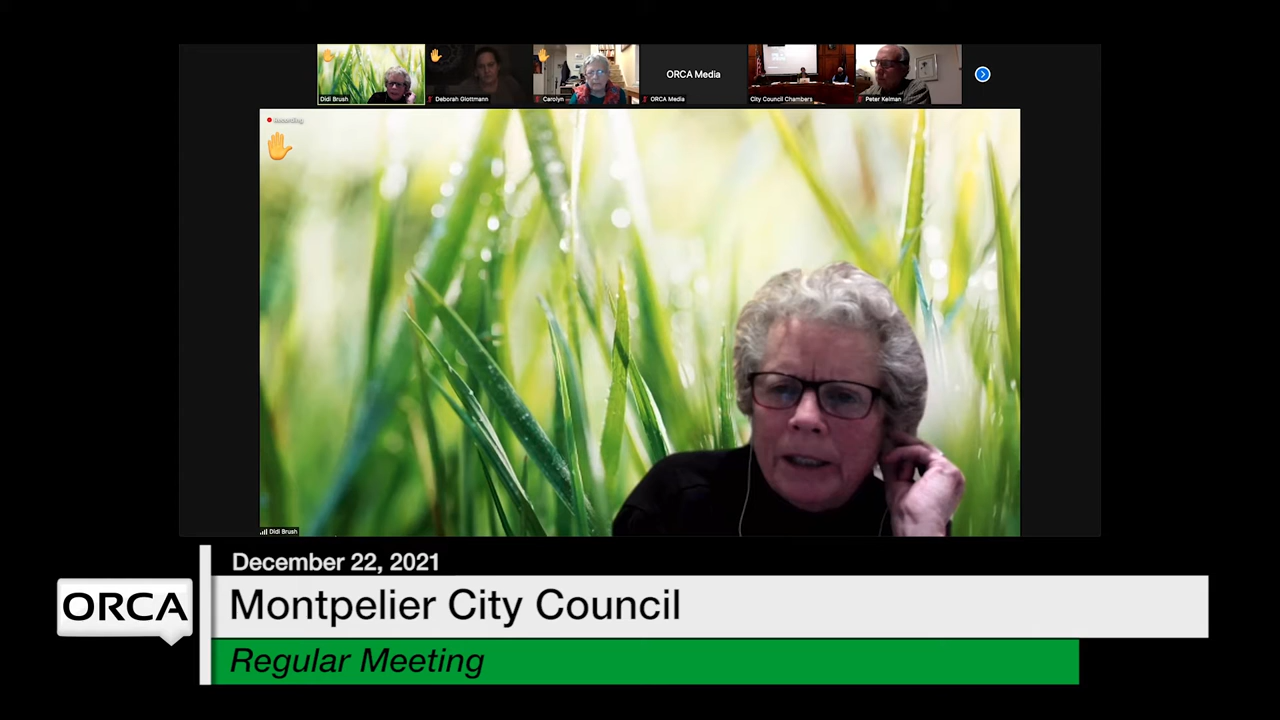 Didi Brush
Deborah Glottmann
Carolyn
ORCA Media
ORCA Media
City Council Chambers
Peter Kelman
Recording
Didi Brush
December 22, 2021
ORCA
Montpelier City Council
Regular Meeting